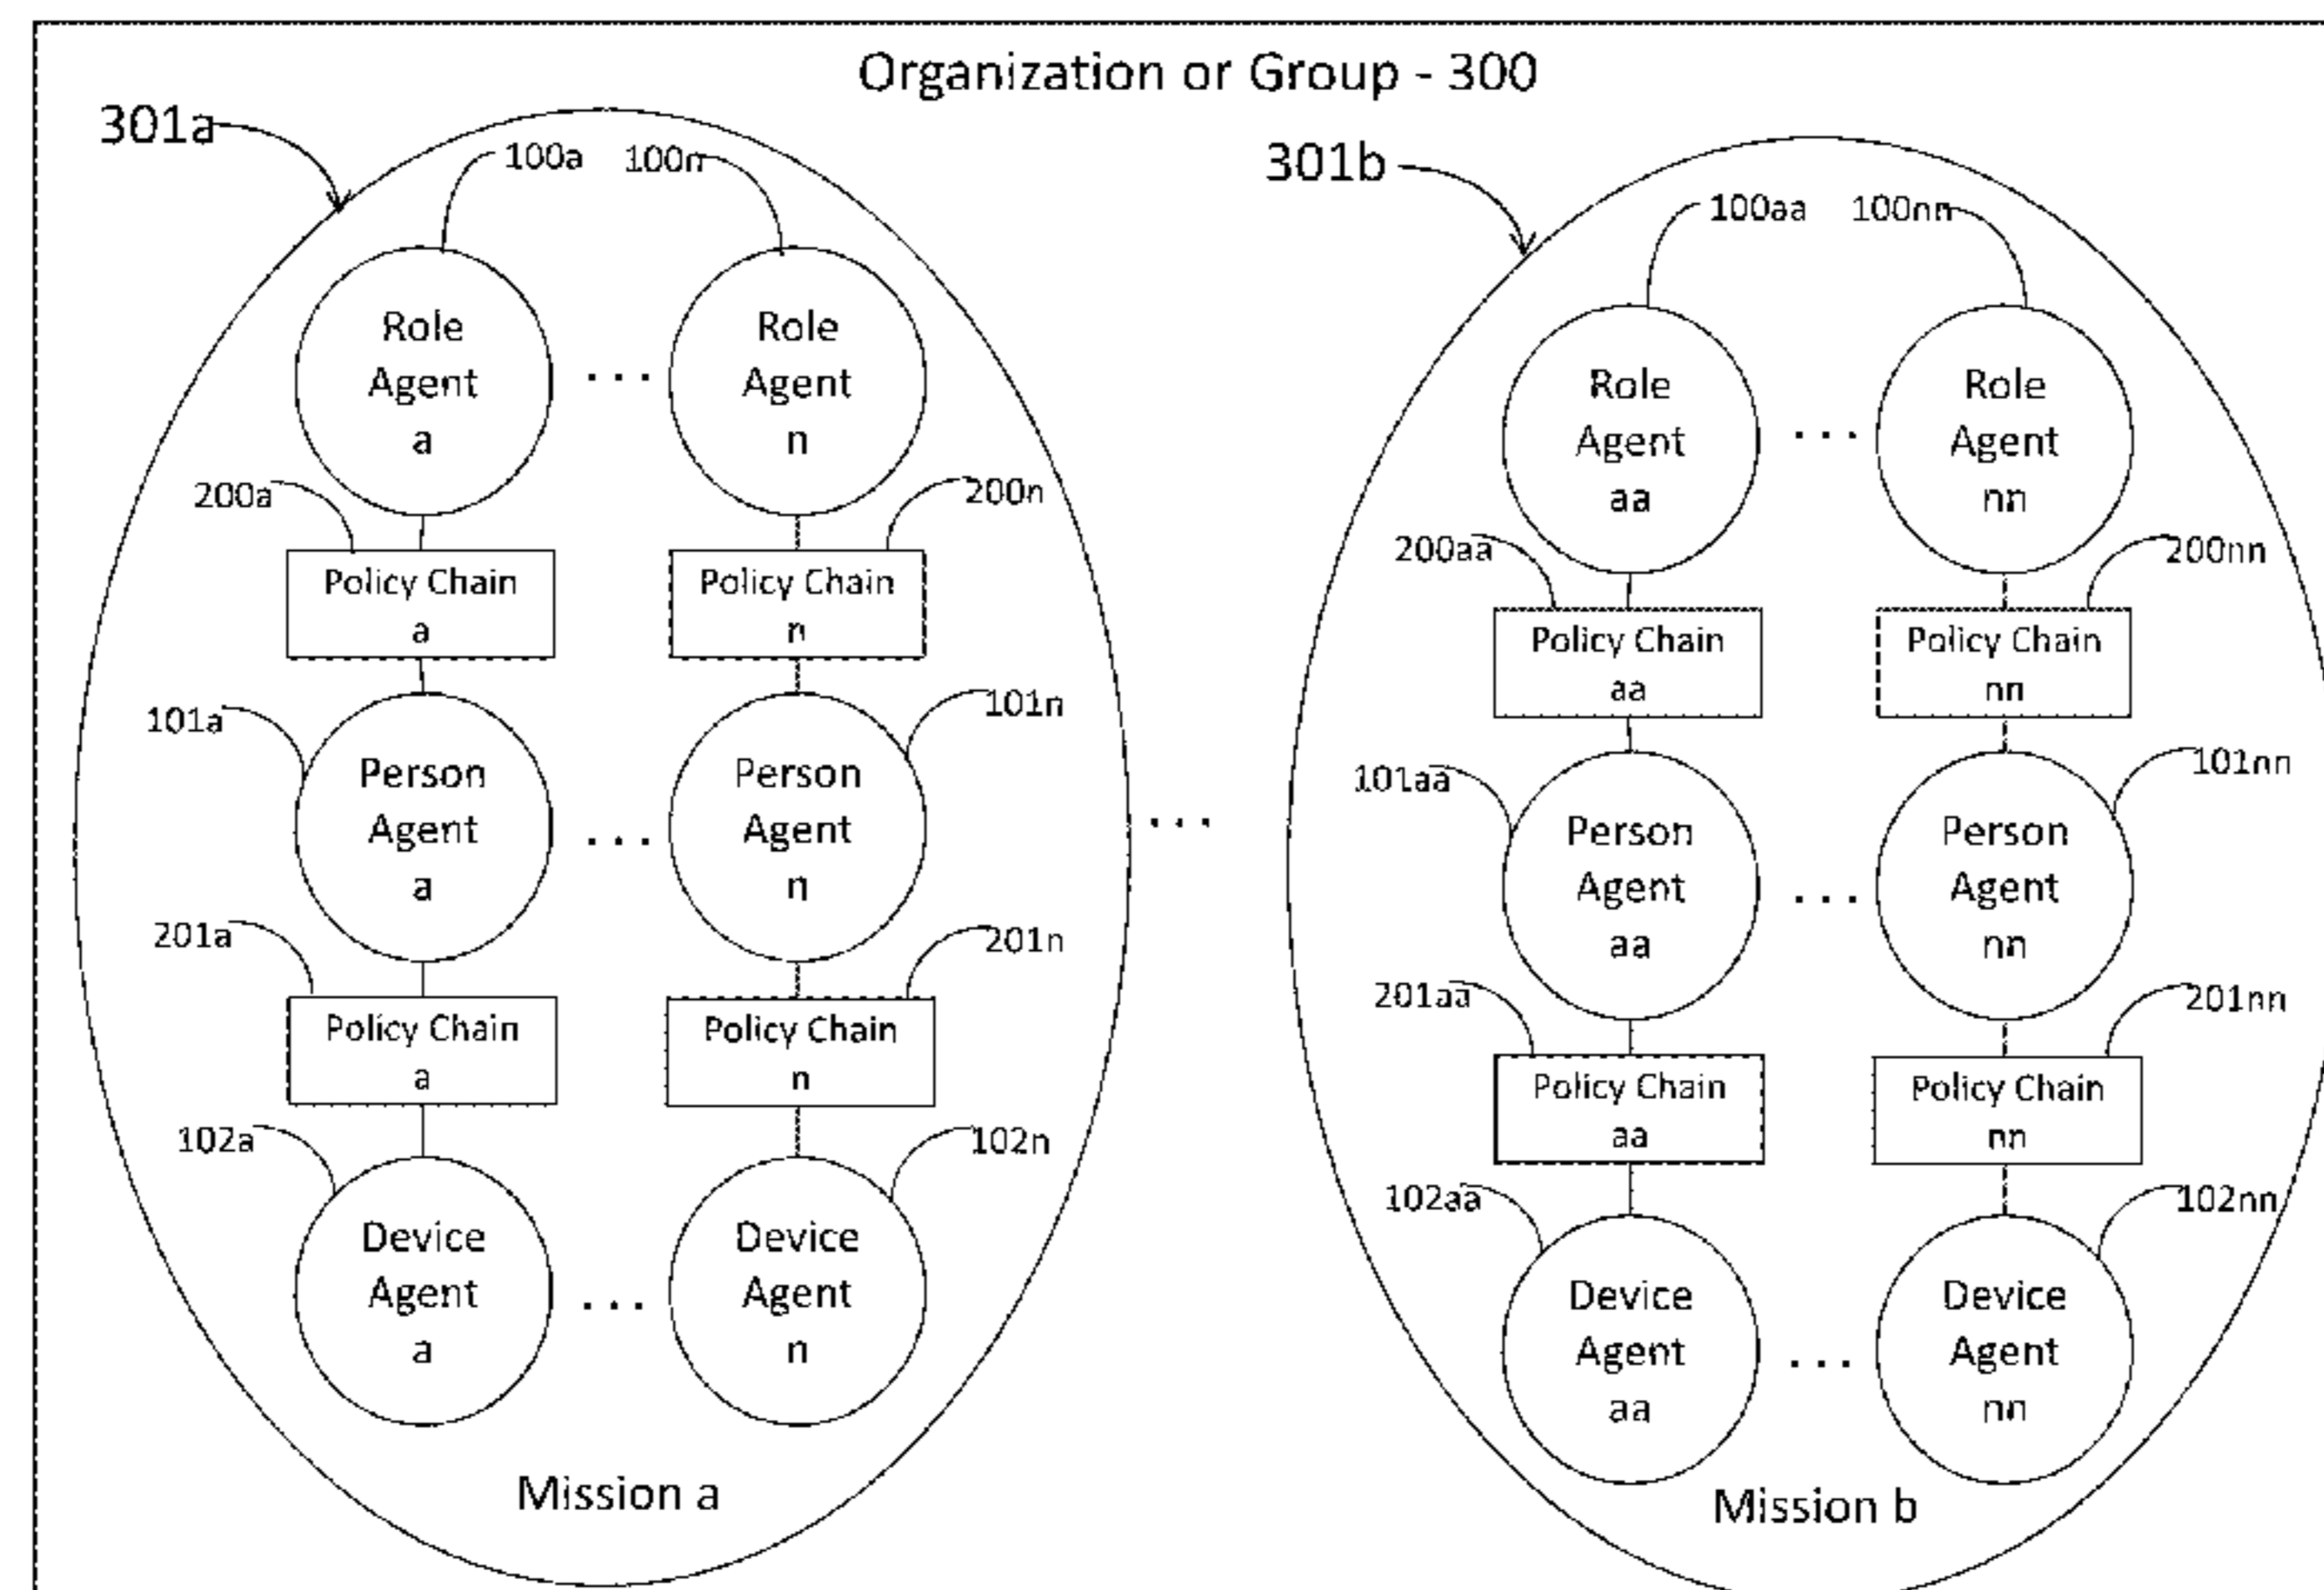 Organization or Group - 300
301a
100a
100n
Role
Agent
a
...
Role
Agent
n
200a
200n
Policy Chain
a
Policy Chain
n
101a
101n
Person
Agent
a
...
Person
Agent
n
201a
201n
Policy Chain
a
Policy Chain
n
102a
102n
Device
Agent
a
...
Device
Agent
n
Mission a
...
301b
100aa
100nn
Role
Agent
aa
...
Role
Agent
nn
200aa
200nn
Policy Chain
aa
Policy Chain
nn
101aa
101nn
Person
Agent
aa
...
Person
Agent
nn
201aa
201nn
Policy Chain
aa
Policy Chain
nn
102aa
102nn
Device
Agent
aa
...
Device
Agent
nn
Mission b